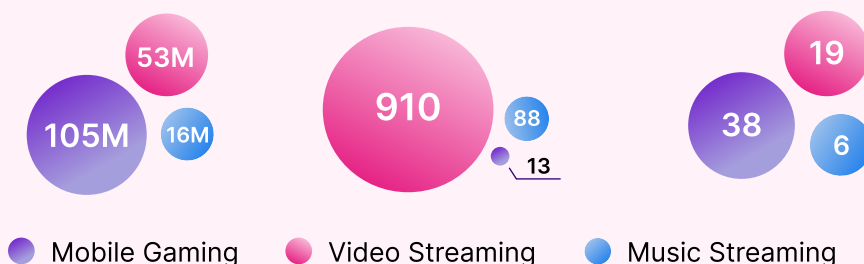 53M
105M
16M
910
88
13
19
38
6
Mobile Gaming
Video Streaming
Music Streaming